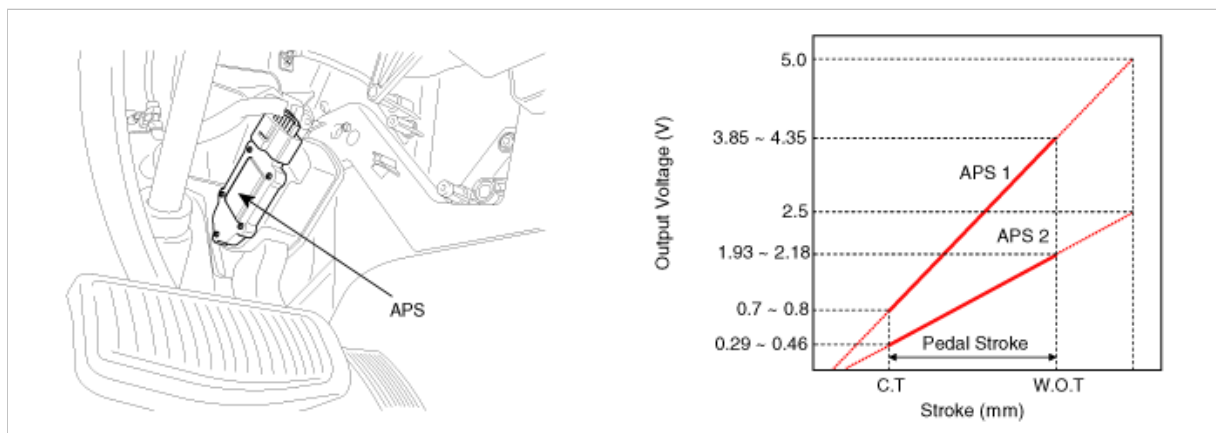 APS
Output Voltage (V)
5.0
3.85 ~ 4.35
2.5
1.93 ~ 2.18
0.7 ~ 0.8
0.29 ~ 0.46
APS 1
APS 2
Pedal Stroke
C.T
W.O.T
Stroke (mm)